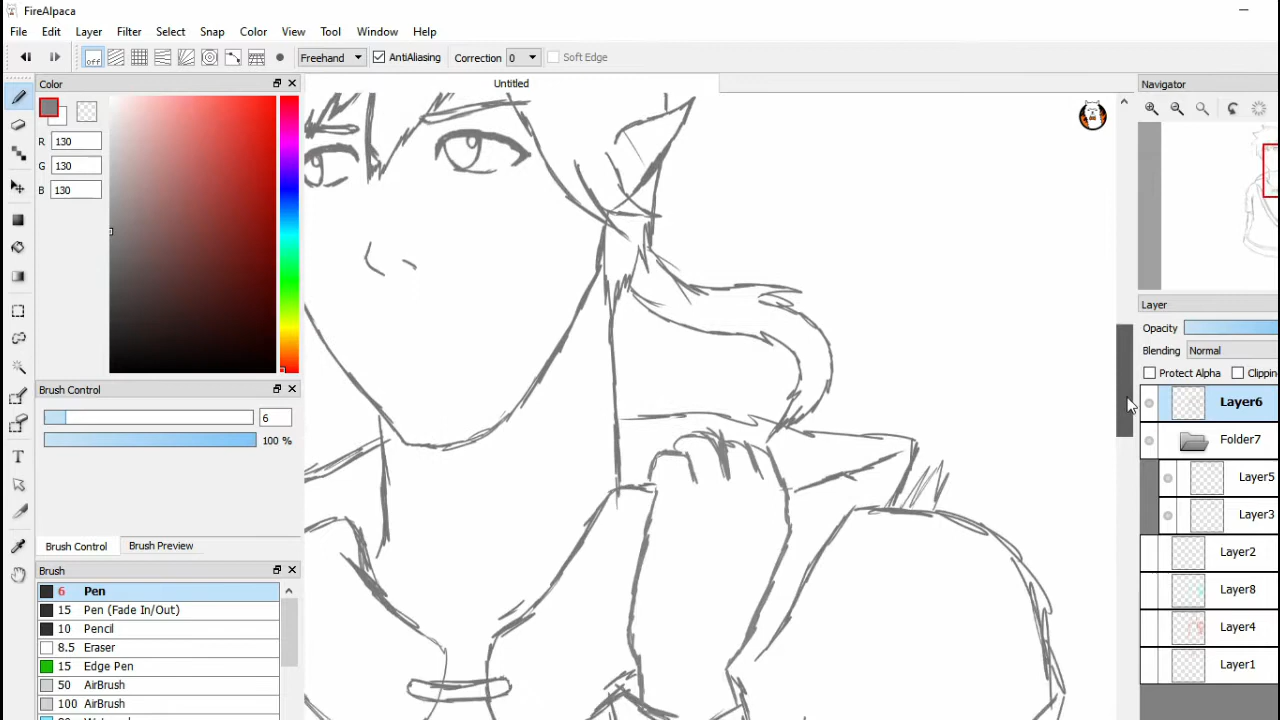 FireAlpaca
File Edit Layer Filter Select Snap Color View Tool Window Help
off Freehand AntiAliasing Correction 0 Soft Edge
Color
Untitled
Navigator
R 130
G 130
B 130
Layer
Opacity
Blending Normal
Protect Alpha
Brush Control
6
100 %
Layer6
Folder7
Layer5
Layer3
Layer2
Layer8
Layer4
Layer1
Brush Control Brush Preview
Brush
6 Pen
15 Pen (Fade In/Out)
10 Pencil
8.5 Eraser
15 Edge Pen
50 AirBrush
100 AirBrush